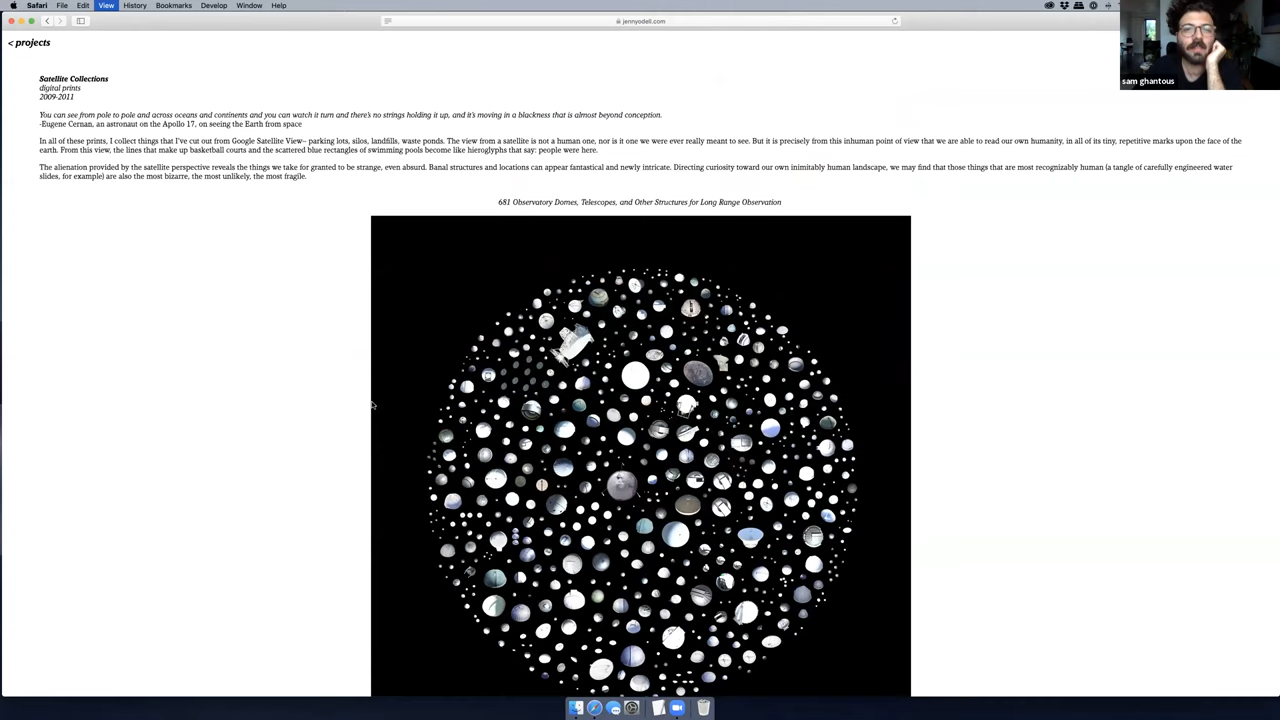 Safari File Edit View History Bookmarks Develop Window Help
jennyodell.com
< projects
sam ghantous
Satellite Collections
digital prints
2009-2011
You can see from pole to pole and across oceans and continents and you can watch it turn and there's no strings holding it up, and it's moving in a blackness that is almost beyond conception.
-Eugene Cernan, an astronaut on the Apollo 17, on seeing the Earth from space
In all of these prints, I collect things that I've cut out from Google Satellite View– parking lots, silos, landfills, waste ponds. The view from a satellite is not a human one, nor is it one we were ever really meant to see. But it is precisely from this inhuman point of view that we are able to read our own humanity, in all of its tiny, repetitive marks upon the face of the
earth. From this view, the lines that make up basketball courts and the scattered blue rectangles of swimming pools become like hieroglyphs that say: people were here.
The alienation provided by the satellite perspective reveals the things we take for granted to be strange, even absurd. Banal structures and locations can appear fantastical and newly intricate. Directing curiosity toward our own inimitably human landscape, we may find that those things that are most recognizably human (a tangle of carefully engineered water
slides, for example) are also the most bizarre, the most unlikely, the most fragile.
681 Observatory Domes, Telescopes, and Other Structures for Long Range Observation